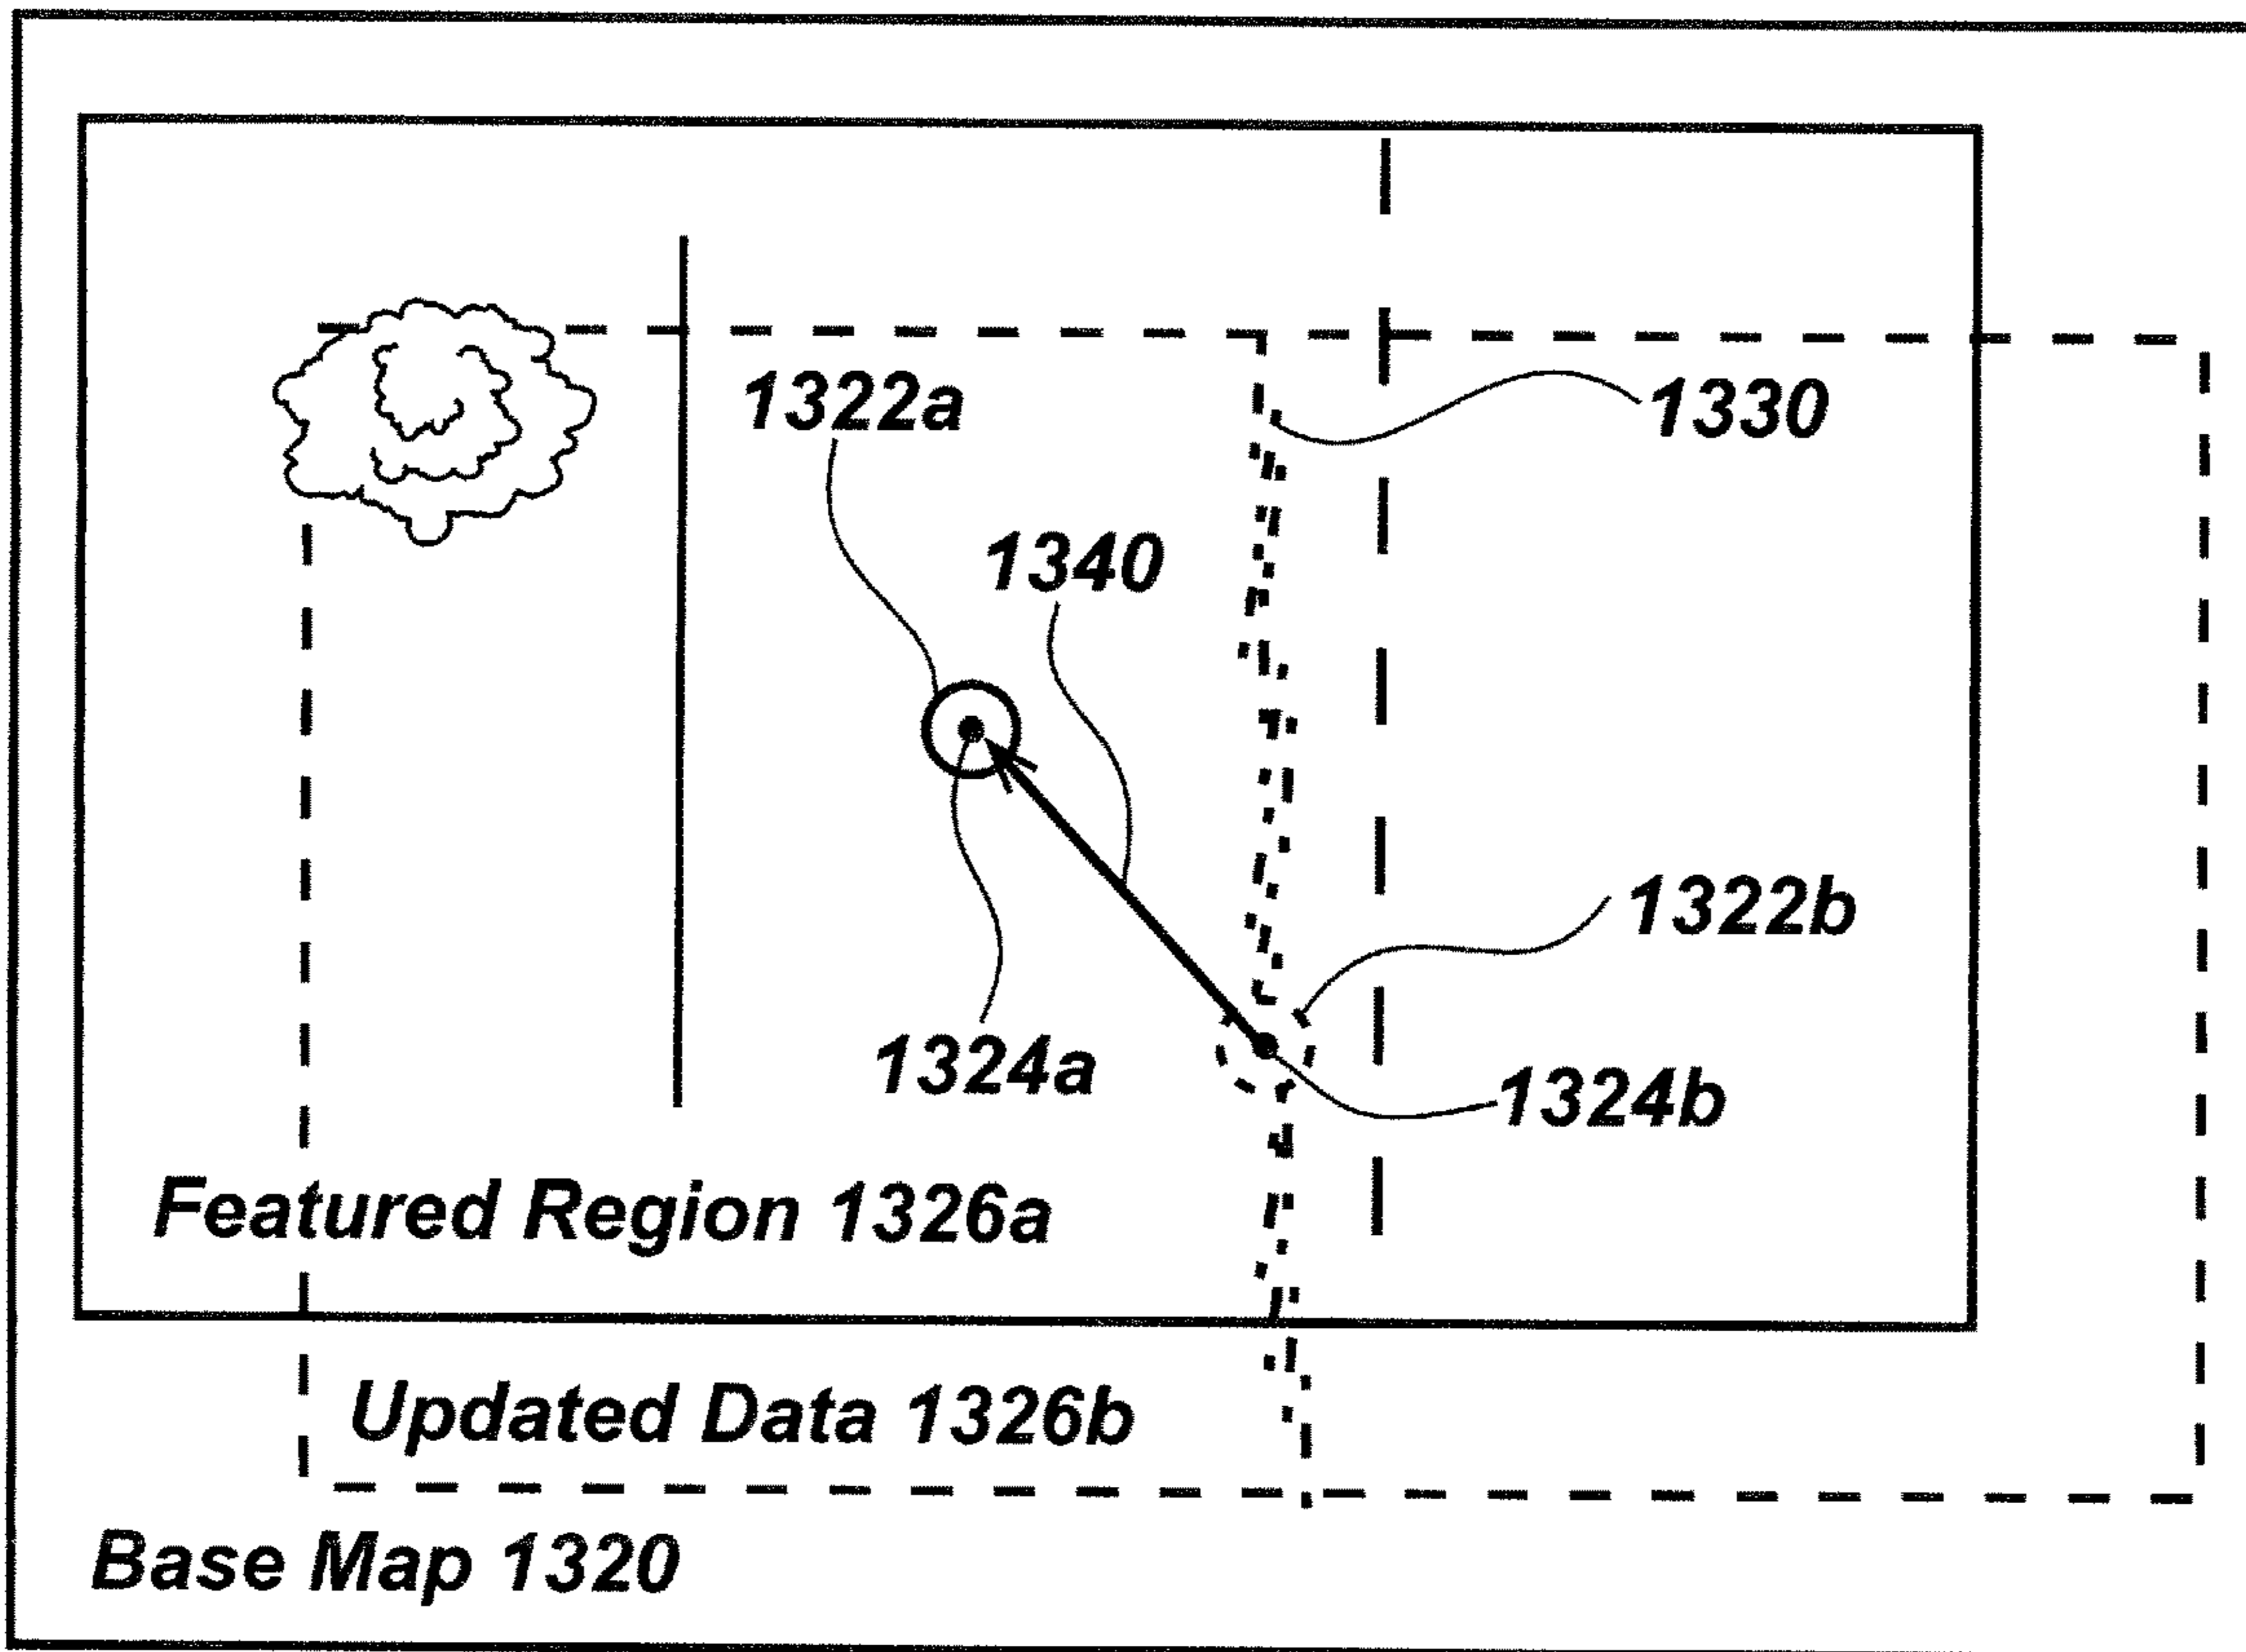 1322a
1330
1340
1322b
1324a
1324b
Featured Region 1326a
Updated Data 1326b
Base Map 1320